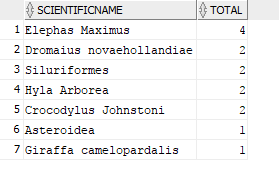 SCIENTIFICNAME TOTAL
1 Elephas Maximus 4
2 Dromaius novaehollandiae 2
3 Siluriformes 2
4 Hyla Arborea 2
5 Crocodylus Johnstoni 2
6 Asteroidea 1
7 Giraffa camelopardalis 1